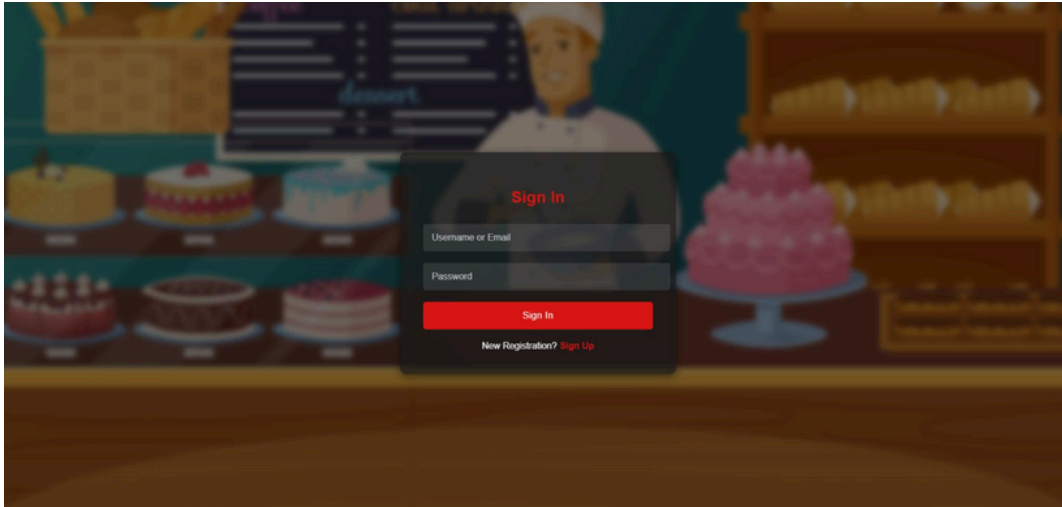 dessert
Sign In
Username or Email
Password
Sign In
New Registration? Sign Up